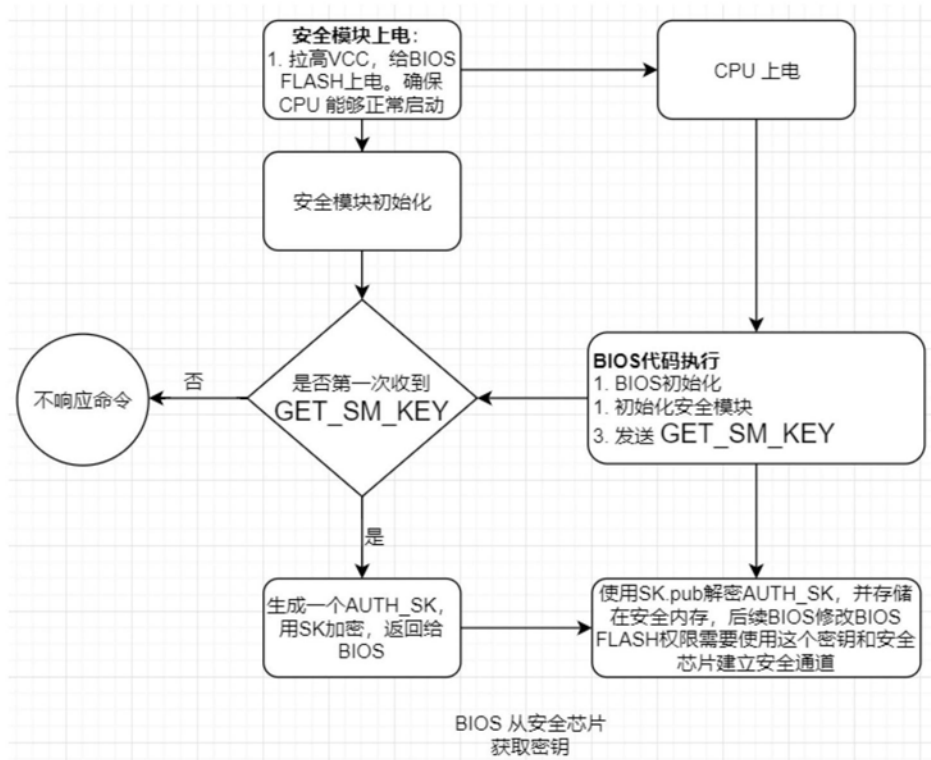 安全模块上电：
1. 拉高VCC，给BIOS
FLASH上电。确保
CPU 能够正常启动
CPU 上电
安全模块初始化
是否第一次收到
GET_SM_KEY
否
不响应命令
BIOS代码执行
1. BIOS初始化
1. 初始化安全模块
3. 发送 GET_SM_KEY
是
生成一个AUTH_SK，
用SK加密，返回给
BIOS
使用SK.pub解密AUTH_SK，并存储
在安全内存，后续BIOS修改BIOS
FLASH权限需要使用这个密钥和安全
芯片建立安全通道
BIOS 从安全芯片
获取密钥